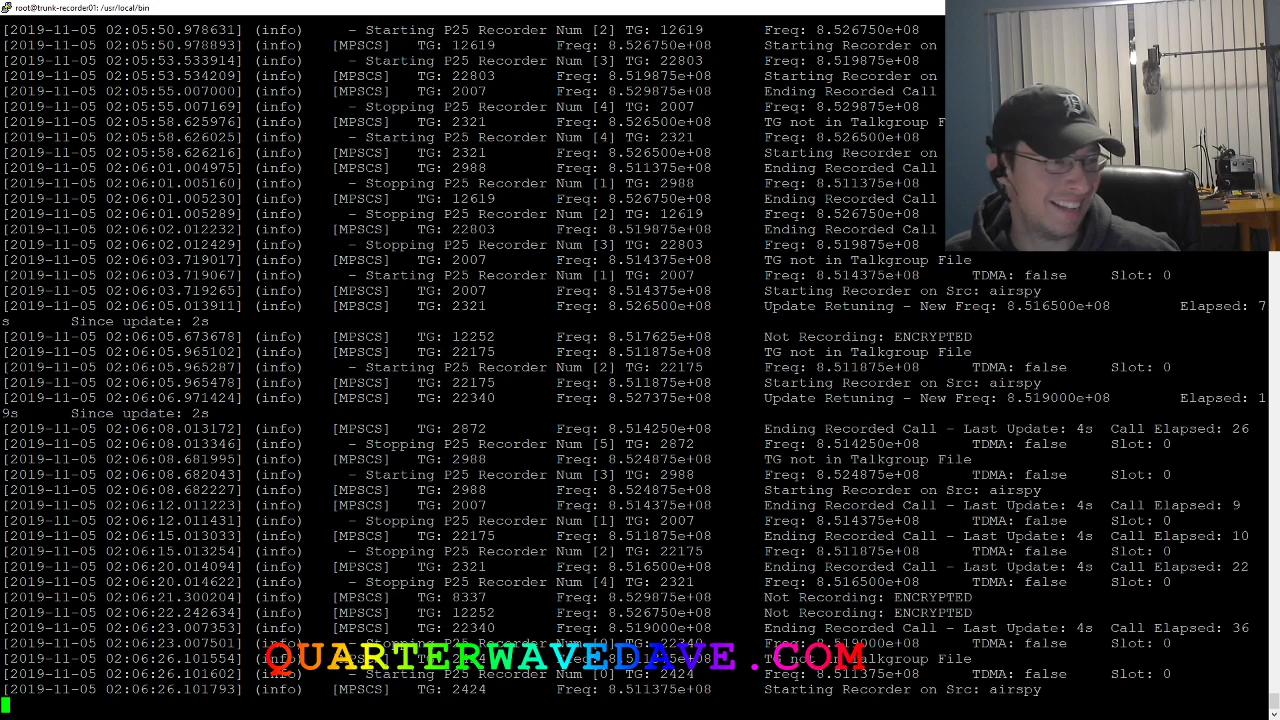 root@trunk-recorder01: /usr/local/bin
[2019-11-05 02:05:50.978631] (info) - Starting P25 Recorder Num [2] TG: 12619 Freq: 8.526750e+08
[2019-11-05 02:05:50.978893] (info) [MPSCS] TG: 12619 Freq: 8.526750e+08 Starting Recorder on
[2019-11-05 02:05:53.533914] (info) - Starting P25 Recorder Num [3] TG: 22803 Freq: 8.519875e+08
[2019-11-05 02:05:53.534209] (info) [MPSCS] TG: 22803 Freq: 8.519875e+08 Starting Recorder on
[2019-11-05 02:05:55.007000] (info) [MPSCS] TG: 2007 Freq: 8.529875e+08 Ending Recorded Call
[2019-11-05 02:05:55.007169] (info) - Stopping P25 Recorder Num [4] TG: 2007 Freq: 8.529875e+08
[2019-11-05 02:05:58.625976] (info) [MPSCS] TG: 2321 Freq: 8.526500e+08 TG not in Talkgroup F
[2019-11-05 02:05:58.626025] (info) - Starting P25 Recorder Num [4] TG: 2321 Freq: 8.526500e+08
[2019-11-05 02:05:58.626216] (info) [MPSCS] TG: 2321 Freq: 8.526500e+08 Starting Recorder on
[2019-11-05 02:06:01.004975] (info) [MPSCS] TG: 2988 Freq: 8.511375e+08 Ending Recorded Call
[2019-11-05 02:06:01.005160] (info) - Stopping P25 Recorder Num [1] TG: 2988 Freq: 8.511375e+08
[2019-11-05 02:06:01.005230] (info) [MPSCS] TG: 12619 Freq: 8.526750e+08 Ending Recorded Call
[2019-11-05 02:06:01.005289] (info) - Stopping P25 Recorder Num [2] TG: 12619 Freq: 8.526750e+08
[2019-11-05 02:06:02.012232] (info) [MPSCS] TG: 22803 Freq: 8.519875e+08 Ending Recorded Call
[2019-11-05 02:06:02.012429] (info) - Stopping P25 Recorder Num [3] TG: 22803 Freq: 8.519875e+08
[2019-11-05 02:06:03.719017] (info) [MPSCS] TG: 2007 Freq: 8.514375e+08 TG not in Talkgroup File
[2019-11-05 02:06:03.719067] (info) - Starting P25 Recorder Num [1] TG: 2007 Freq: 8.514375e+08 TDMA: false Slot: 0
[2019-11-05 02:06:03.719265] (info) [MPSCS] TG: 2007 Freq: 8.514375e+08 Starting Recorder on Src: airspy
[2019-11-05 02:06:05.013911] (info) [MPSCS] TG: 2321 Freq: 8.526500e+08 Update Retuning - New Freq: 8.516500e+08 Elapsed: 7
s Since update: 2s
[2019-11-05 02:06:05.673678] (info) [MPSCS] TG: 12252 Freq: 8.517625e+08 Not Recording: ENCRYPTED
[2019-11-05 02:06:05.965102] (info) [MPSCS] TG: 22175 Freq: 8.511875e+08 TG not in Talkgroup File
[2019-11-05 02:06:05.965287] (info) - Starting P25 Recorder Num [2] TG: 22175 Freq: 8.511875e+08 TDMA: false Slot: 0
[2019-11-05 02:06:05.965478] (info) [MPSCS] TG: 22175 Freq: 8.511875e+08 Starting Recorder on Src: airspy
[2019-11-05 02:06:06.971424] (info) [MPSCS] TG: 22340 Freq: 8.527375e+08 Update Retuning - New Freq: 8.519000e+08 Elapsed: 1
9s Since update: 2s
[2019-11-05 02:06:08.013172] (info) [MPSCS] TG: 2872 Freq: 8.514250e+08 Ending Recorded Call - Last Update: 4s Call Elapsed: 26
[2019-11-05 02:06:08.013346] (info) - Stopping P25 Recorder Num [5] TG: 2872 Freq: 8.514250e+08 TDMA: false Slot: 0
[2019-11-05 02:06:08.681995] (info) [MPSCS] TG: 2988 Freq: 8.524875e+08 TG not in Talkgroup File
[2019-11-05 02:06:08.682043] (info) - Starting P25 Recorder Num [3] TG: 2988 Freq: 8.524875e+08 TDMA: false Slot: 0
[2019-11-05 02:06:08.682227] (info) [MPSCS] TG: 2988 Freq: 8.524875e+08 Starting Recorder on Src: airspy
[2019-11-05 02:06:12.011223] (info) [MPSCS] TG: 2007 Freq: 8.514375e+08 Ending Recorded Call - Last Update: 4s Call Elapsed: 9
[2019-11-05 02:06:12.011431] (info) - Stopping P25 Recorder Num [1] TG: 2007 Freq: 8.514375e+08 TDMA: false Slot: 0
[2019-11-05 02:06:15.013033] (info) [MPSCS] TG: 22175 Freq: 8.511875e+08 Ending Recorded Call - Last Update: 4s Call Elapsed: 10
[2019-11-05 02:06:15.013254] (info) - Stopping P25 Recorder Num [2] TG: 22175 Freq: 8.511875e+08 TDMA: false Slot: 0
[2019-11-05 02:06:20.014094] (info) [MPSCS] TG: 2321 Freq: 8.516500e+08 Ending Recorded Call - Last Update: 4s Call Elapsed: 22
[2019-11-05 02:06:20.014622] (info) - Stopping P25 Recorder Num [4] TG: 2321 Freq: 8.516500e+08 TDMA: false Slot: 0
[2019-11-05 02:06:21.300204] (info) [MPSCS] TG: 8337 Freq: 8.529875e+08 Not Recording: ENCRYPTED
[2019-11-05 02:06:22.242634] (info) [MPSCS] TG: 12252 Freq: 8.526750e+08 Not Recording: ENCRYPTED
[2019-11-05 02:06:23.007353] (info) [MPSCS] TG: 22340 Freq: 8.519000e+08 Ending Recorded Call - Last Update: 4s Call Elapsed: 36
[2019-11-05 02:06:23.007501] (info) - Stopping P25 Recorder Num [0] TG: 22340 Freq: 8.519000e+08 TDMA: false Slot: 0
QUARTERWAVEDAVE.COM
[2019-11-05 02:06:26.101554] TG not in Talkgroup File
[2019-11-05 02:06:26.101602] (info) - Starting P25 Recorder Num [0] TG: 2424 Freq: 8.511375e+08 TDMA: false Slot: 0
[2019-11-05 02:06:26.101793] (info) [MPSCS] TG: 2424 Freq: 8.511375e+08 Starting Recorder on Src: airspy